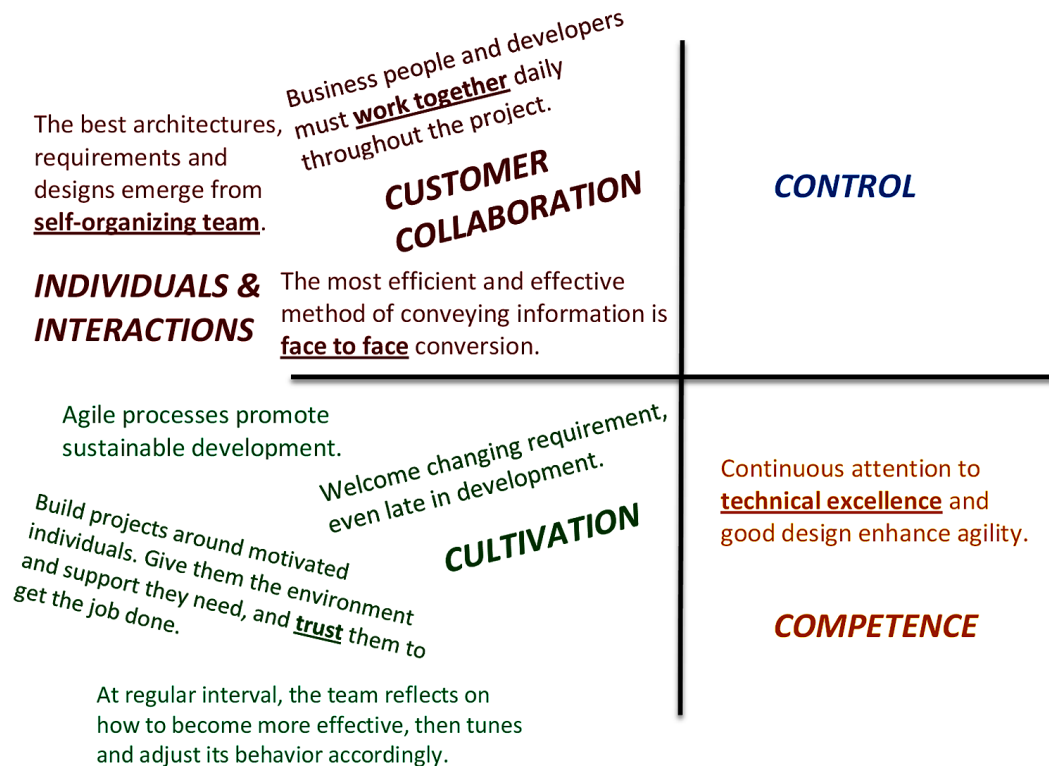 Business people and developers
must work together daily
throughout the project.
The best architectures,
requirements and
designs emerge from
self-organizing team.
CUSTOMER
COLLABORATION
CONTROL
INDIVIDUALS &
INTERACTIONS
The most efficient and effective
method of conveying information is
face to face conversion.
Agile processes promote
sustainable development.
Welcome changing requirement,
even late in development.
CULTIVATION
Continuous attention to
technical excellence and
good design enhance agility.
Build projects around motivated
individuals. Give them the environment
and support they need, and trust them to
get the job done.
COMPETENCE
At regular interval, the team reflects on
how to become more effective, then tunes
and adjust its behavior accordingly.